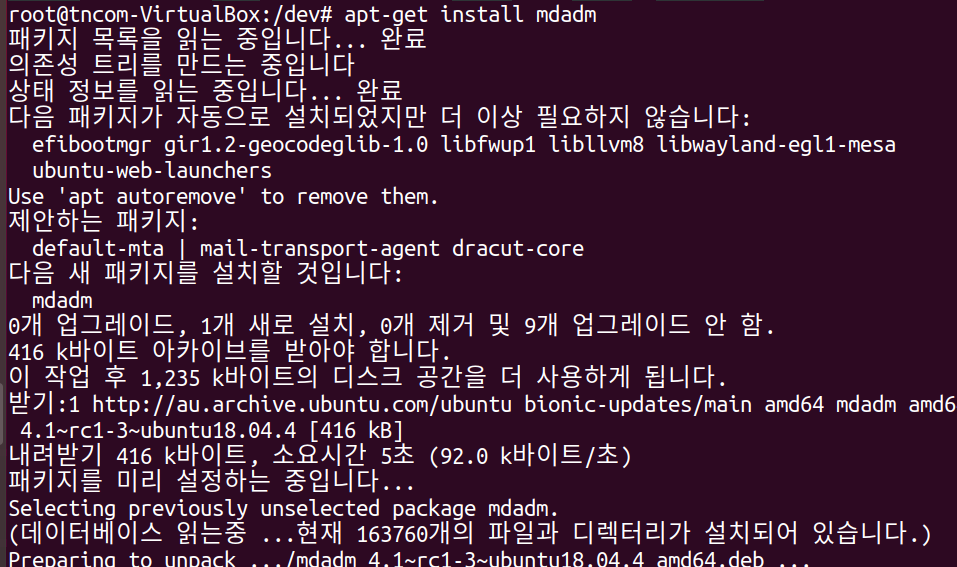 root@tncom-VirtualBox:/dev# apt-get install mdadm
패키지 목록을 읽는 중입니다... 완료
의존성 트리를 만드는 중입니다
상태 정보를 읽는 중입니다... 완료
다음 패키지가 자동으로 설치되었지만 더 이상 필요하지 않습니다:
  efibootmgr gir1.2-geocodeglib-1.0 libfwup1 libllvm8 libwayland-egl1-mesa
  ubuntu-web-launchers
Use 'apt autoremove' to remove them.
제안하는 패키지:
  default-mta | mail-transport-agent dracut-core
다음 새 패키지를 설치할 것입니다:
  mdadm
0개 업그레이드, 1개 새로 설치, 0개 제거 및 9개 업그레이드 안 함.
416 k바이트 아카이브를 받아야 합니다.
이 작업 후 1,235 k바이트의 디스크 공간을 더 사용하게 됩니다.
받기:1 http://au.archive.ubuntu.com/ubuntu bionic-updates/main amd64 mdadm amd6
 4.1~rc1-3~ubuntu18.04.4 [416 kB]
내려받기 416 k바이트, 소요시간 5초 (92.0 k바이트/초)
패키지를 미리 설정하는 중입니다...
Selecting previously unselected package mdadm.
(데이터베이스 읽는중 ...현재 163760개의 파일과 디렉터리가 설치되어 있습니다.)
Preparing to unpack .../mdadm_4.1~rc1-3~ubuntu18.04.4_amd64.deb ...